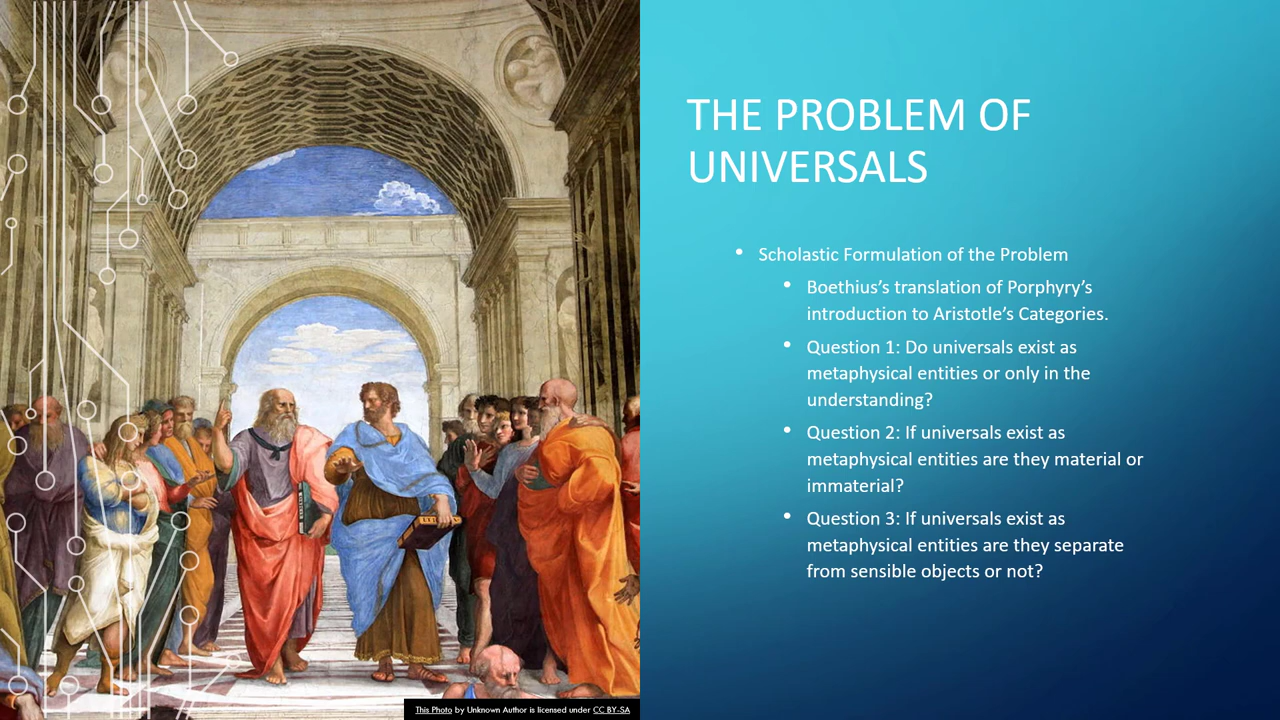 THE PROBLEM OF
UNIVERSALS
• Scholastic Formulation of the Problem
• Boethius’s translation of Porphyry’s
introduction to Aristotle’s Categories.
• Question 1: Do universals exist as
metaphysical entities or only in the
understanding?
• Question 2: If universals exist as
metaphysical entities are they material or
immaterial?
• Question 3: If universals exist as
metaphysical entities are they separate
from sensible objects or not?
This Photo by Unknown Author is licensed under CC BY-SA